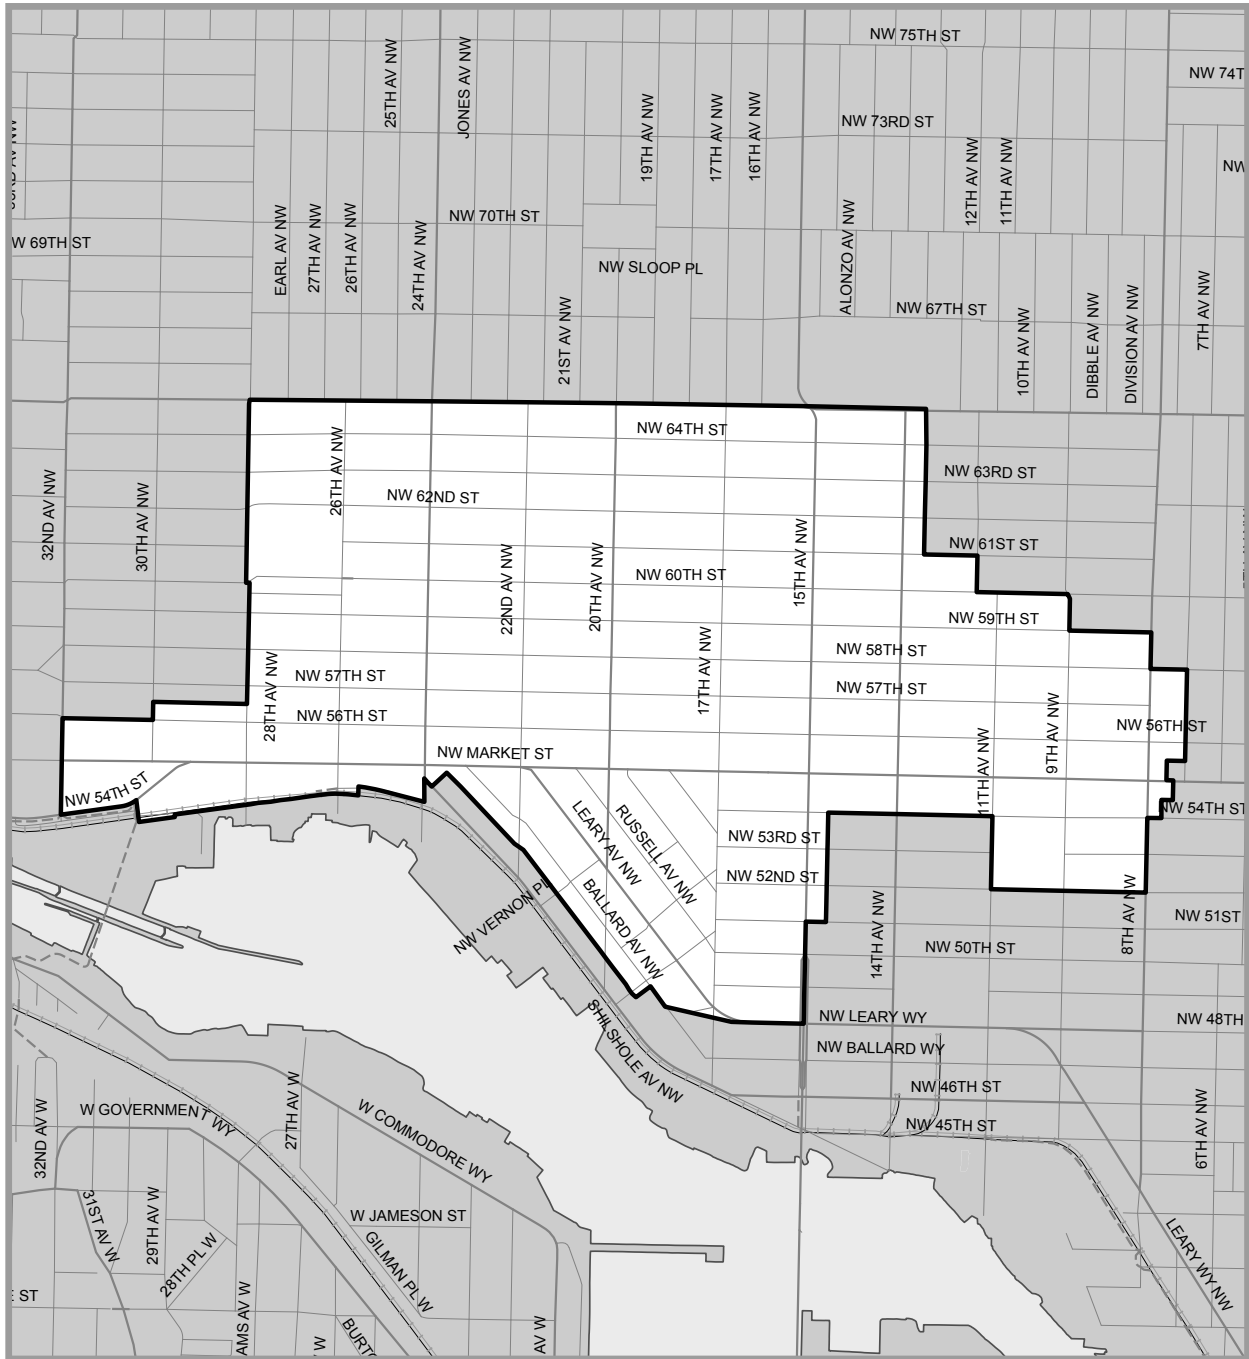 NW 75TH ST
25TH AV NW
JONES AV NW
NW 74T
19TH AV NW
17TH AV NW
16TH AV NW
NW 73RD ST
12TH AV NW
11TH AV NW
NW
EARL AV NW
27TH AV NW
26TH AV NW
24TH AV NW
NW 70TH ST
ALONZO AV NW
W 69TH ST
NW SLOOP PL
21ST AV NW
NW 67TH ST
10TH AV NW
DIBBLE AV NW
DIVISION AV NW
7TH AV NW
26TH AV NW
NW 64TH ST
32ND AV NW
30TH AV NW
NW 62ND ST
NW 63RD ST
15TH AV NW
NW 61ST ST
22ND AV NW
20TH AV NW
NW 60TH ST
NW 59TH ST
17TH AV NW
NW 58TH ST
28TH AV NW
NW 57TH ST
NW 57TH ST
NW 56TH ST
9TH AV NW
NW 56TH ST
NW MARKET ST
11TH AV NW
NW 54TH ST
NW 54TH ST
LEARY AV NW
RUSSELL AV NW
NW 53RD ST
NW 52ND ST
BALLARD AV NW
NW VERNON PL
14TH AV NW
8TH AV NW
NW 51ST
NW 50TH ST
SHILSHOLE AV NW
NW LEARY WY
NW 48TH
NW BALLARD WY
NW 46TH ST
NW 45TH ST
6TH AV NW
32ND AV W
W GOVERNMENT WY
27TH AV W
W COMMODORE WY
31ST AV W
29TH AV W
28TH PL W
W JAMESON ST
GILMAN PL W
LEARY WY NW
ST
AMS AV W
V W
BURT
AV W